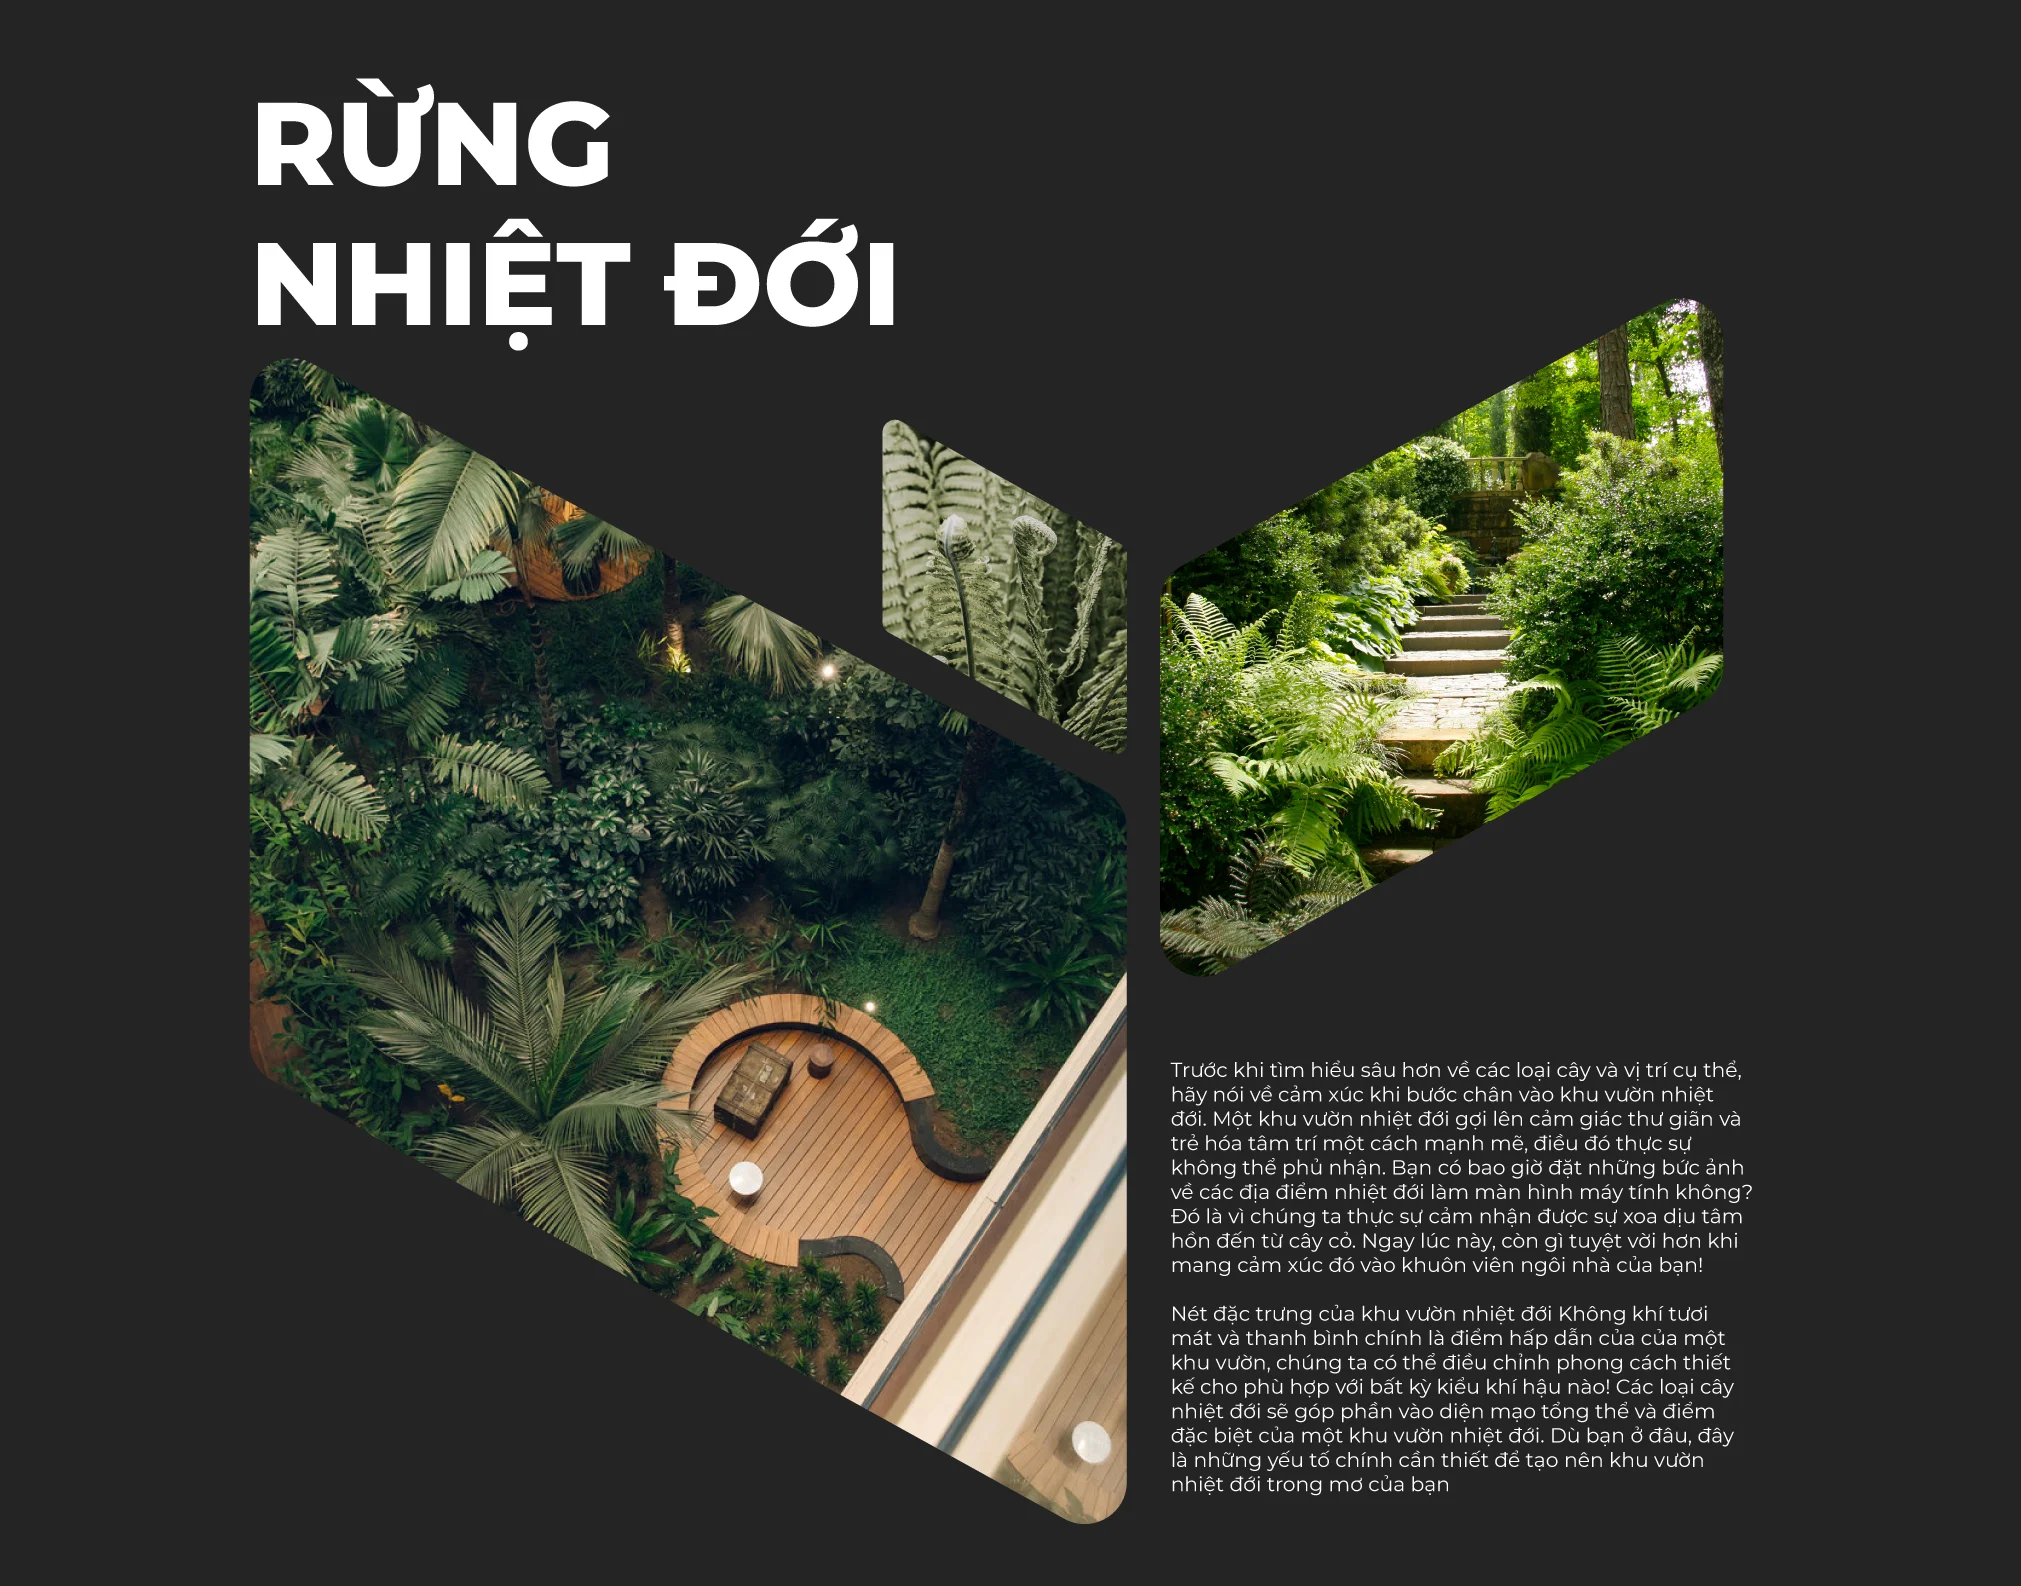 RỪNG
NHIỆT ĐỚI
Trước khi tìm hiểu sâu hơn về các loại cây và vị trí cụ thể,
hãy nói về cảm xúc khi bước chân vào khu vườn nhiệt
đới. Một khu vườn nhiệt đới gợi lên cảm giác thư giãn và
trẻ hóa tâm trí một cách mạnh mẽ, điều đó thực sự
không thể phủ nhận. Bạn có bao giờ đặt những bức ảnh
về các địa điểm nhiệt đới làm màn hình máy tính không?
Đó là vì chúng ta thực sự cảm nhận được sự xoa dịu tâm
hồn đến từ cây cỏ. Ngay lúc này, còn gì tuyệt vời hơn khi
mang cảm xúc đó vào khuôn viên ngôi nhà của bạn!
Nét đặc trưng của khu vườn nhiệt đới Không khí tươi
mát và thanh bình chính là điểm hấp dẫn của của một
khu vườn, chúng ta có thể điều chỉnh phong cách thiết
kế cho phù hợp với bất kỳ kiểu khí hậu nào! Các loại cây
nhiệt đới sẽ góp phần vào diện mạo tổng thể và điểm
đặc biệt của một khu vườn nhiệt đới. Dù bạn ở đâu, đây
là những yếu tố chính cần thiết để tạo nên khu vườn
nhiệt đới trong mơ của bạn